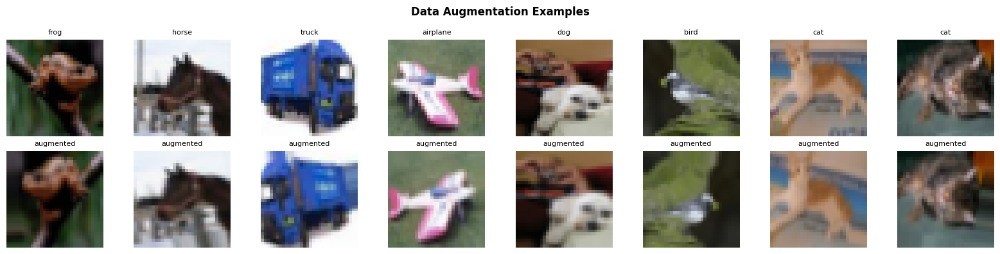 Data Augmentation Examples
frog horse truck airplane dog bird cat cat
augmented augmented augmented augmented augmented augmented augmented augmented